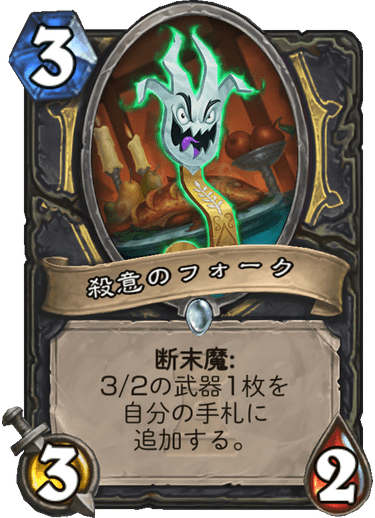 3
殺意のフォーク
断末魔:
3/2の武器1枚を
自分の手札に
追加する。
3
2